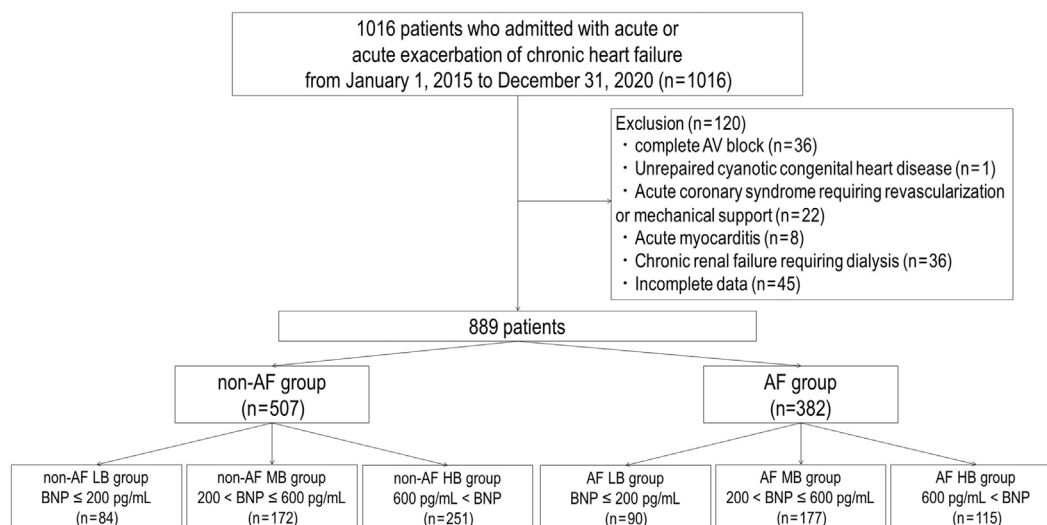 1016 patients who admitted with acute or
acute exacerbation of chronic heart failure
from January 1, 2015 to December 31, 2020 (n=1016)
Exclusion (n=120)
・ complete AV block (n=36)
・ Unrepaired cyanotic congenital heart disease (n=1)
・ Acute coronary syndrome requiring revascularization
or mechanical support (n=22)
・ Acute myocarditis (n=8)
・ Chronic renal failure requiring dialysis (n=36)
・ Incomplete data (n=45)
889 patients
non-AF group
(n=507)
AF group
(n=382)
non-AF LB group
BNP ≤ 200 pg/mL
(n=84)
non-AF MB group
200 < BNP ≤ 600 pg/mL
(n=172)
non-AF HB group
600 pg/mL < BNP
(n=251)
AF LB group
BNP ≤ 200 pg/mL
(n=90)
AF MB group
200 < BNP ≤ 600 pg/mL
(n=177)
AF HB group
600 pg/mL < BNP
(n=115)